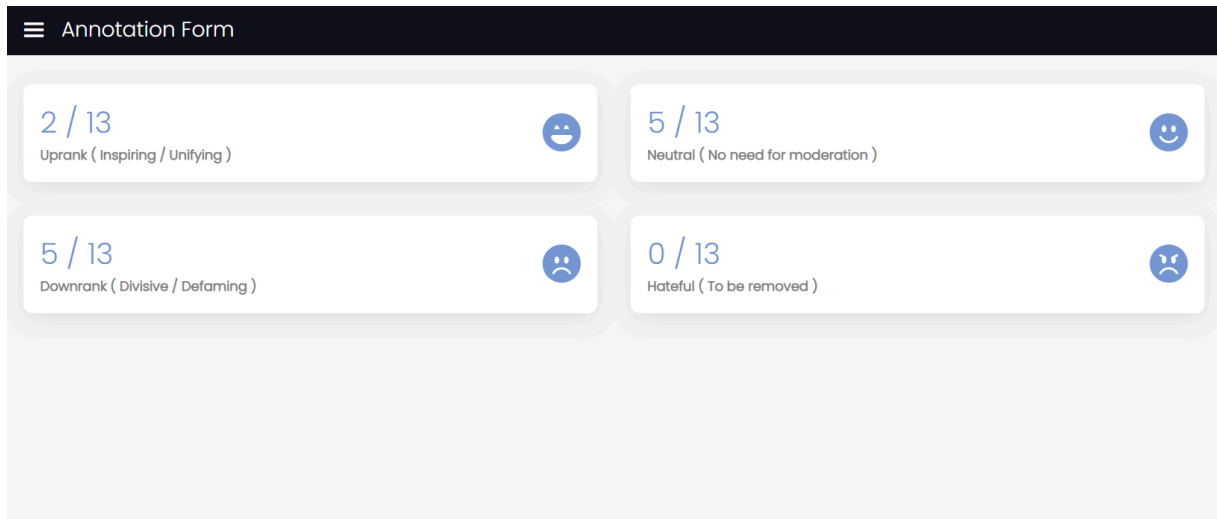 Annotation Form
2 / 13
Uprank ( Inspiring / Unifying )
5 / 13
Neutral ( No need for moderation )
5 / 13
Downrank ( Divisive / Defaming )
0 / 13
Hateful ( To be removed )